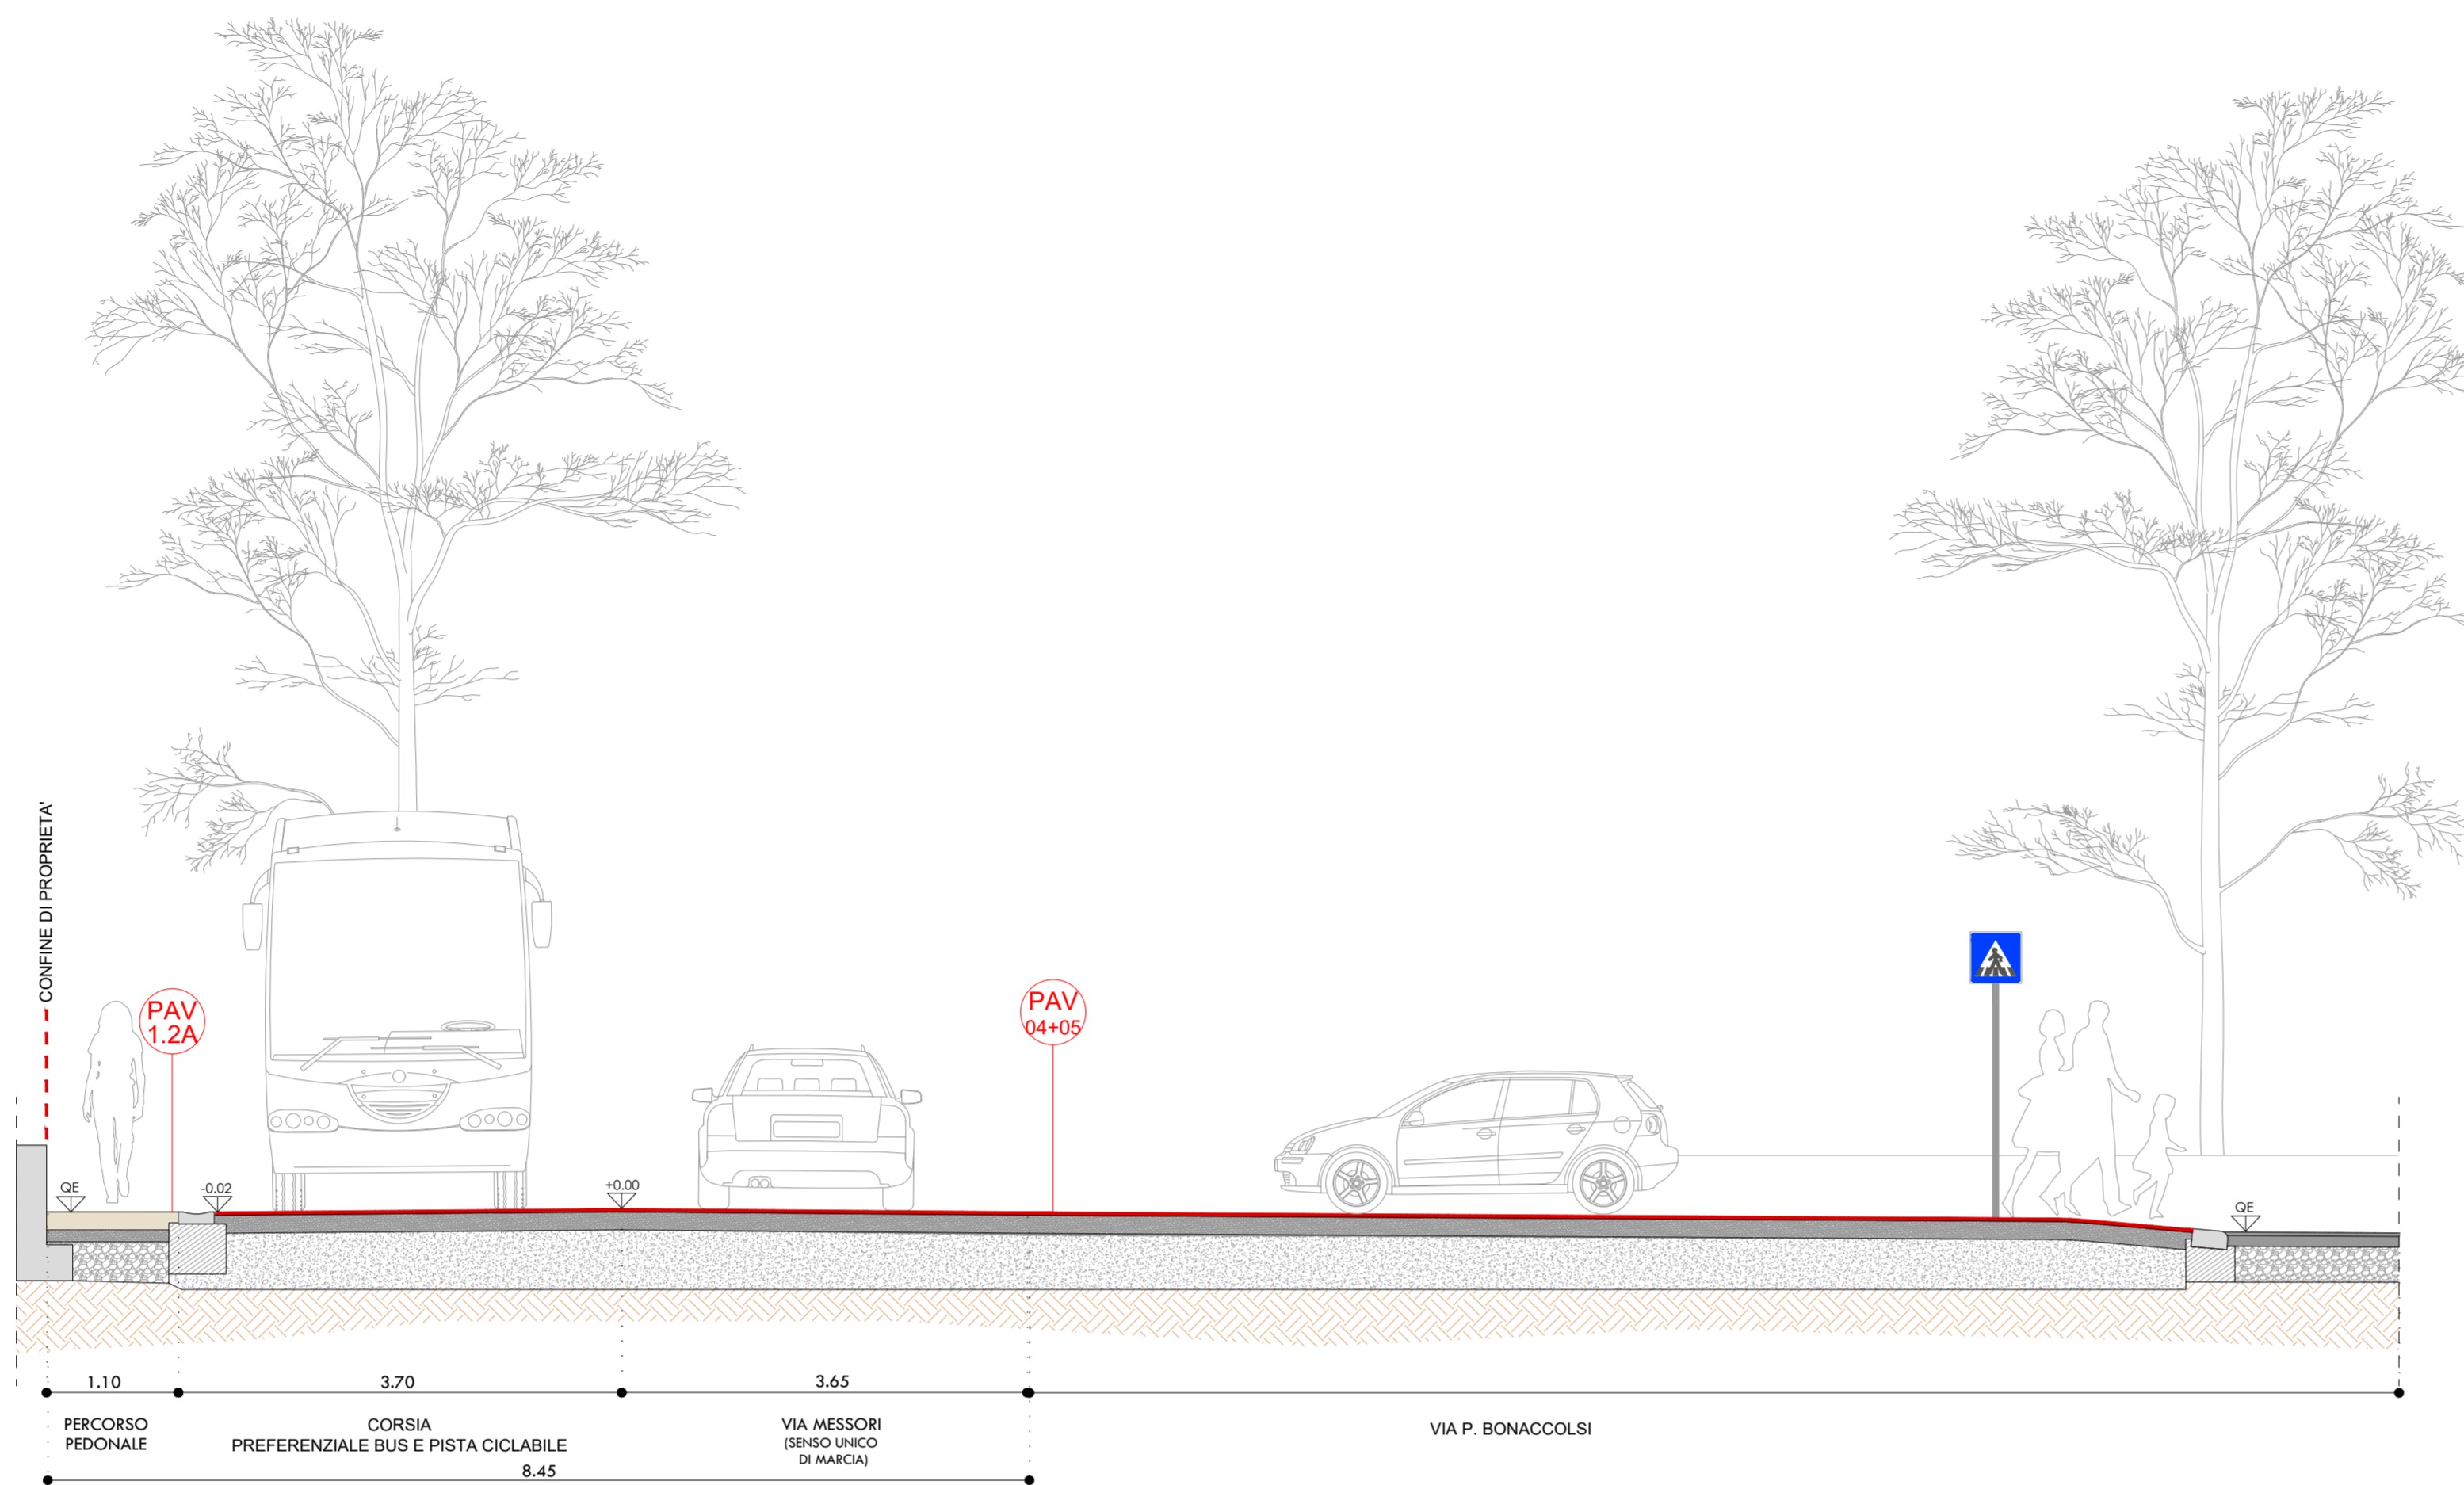 CONFINE DI PROPRIETA'
PAV
1.2A
PAV
04+05
QE
-0.02
+0.00
QE
1.10
3.70
3.65
PERCORSO
PEDONALE
CORSIA
PREFERENZIALE BUS E PISTA CICLABILE
VIA MESSORI
(SENSO UNICO
DI MARCIA)
VIA P. BONACCOLSI
8.45